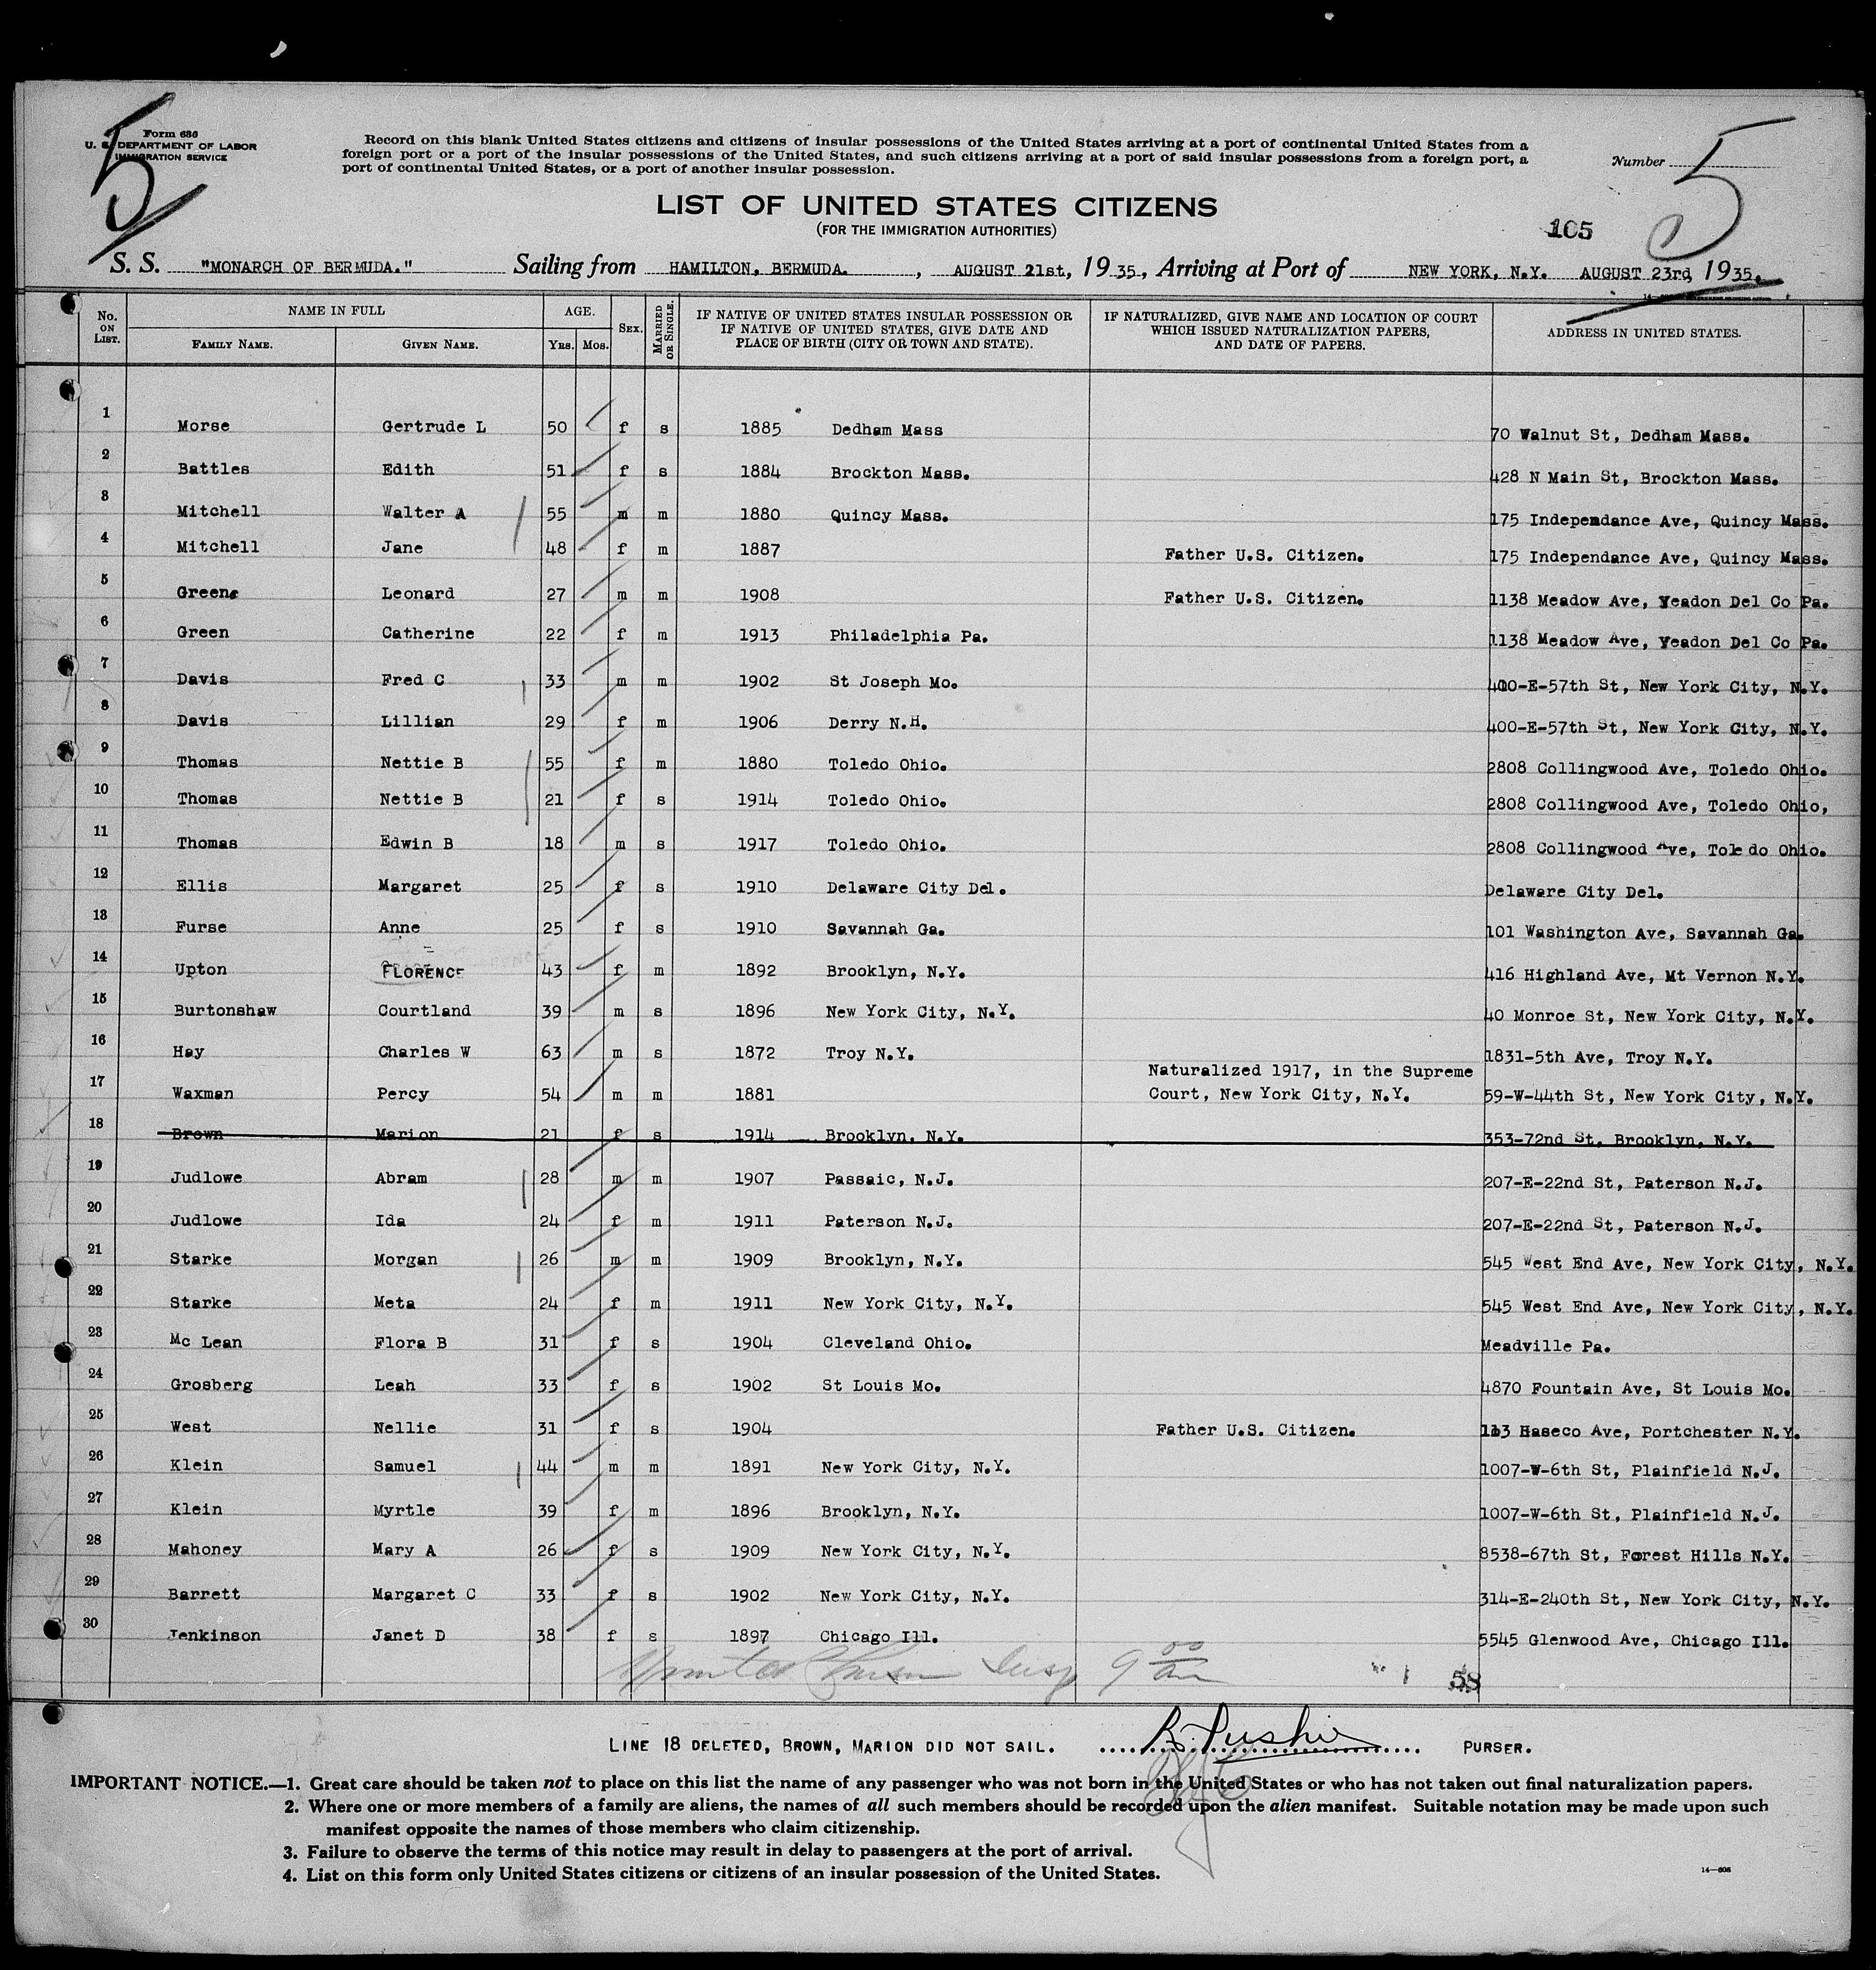 5
Form 686
U. S. DEPARTMENT OF LABOR
IMMIGRATION SERVICE
Record on this blank United States citizens and citizens of insular possessions of the United States arriving at a port of continental United States from a
foreign port or a port of the insular possessions of the United States, and such citizens arriving at a port of said insular possessions from a foreign port, a
port of continental United States, or a port of another insular possession.
Number 5
LIST OF UNITED STATES CITIZENS
(FOR THE IMMIGRATION AUTHORITIES)
105
S. S. "MONARCH OF BERMUDA." Sailing from HAMILTON, BERMUDA. , AUGUST 21st, 1935, Arriving at Port of NEW YORK, N.Y. AUGUST 23rd, 1935.
No. ON LIST. NAME IN FULL FAMILY NAME. GIVEN NAME. AGE. YRS. MOS. SEX. MARRIED OR SINGLE. IF NATIVE OF UNITED STATES INSULAR POSSESSION OR IF NATIVE OF UNITED STATES, GIVE DATE AND PLACE OF BIRTH (CITY OR TOWN AND STATE). IF NATURALIZED, GIVE NAME AND LOCATION OF COURT WHICH ISSUED NATURALIZATION PAPERS, AND DATE OF PAPERS. ADDRESS IN UNITED STATES.
1 Morse Gertrude L 50 f s 1885 Dedham Mass 70 Walnut St, Dedham Mass.
2 Battles Edith 51 f s 1884 Brockton Mass. 428 N Main St, Brockton Mass.
3 Mitchell Walter A 55 m m 1880 Quincy Mass. 175 Independance Ave, Quincy Mass.
4 Mitchell Jane 48 f m 1887 Father U.S. Citizen. 175 Independance Ave, Quincy Mass.
5 Greene Leonard 27 m m 1908 Father U.S. Citizen. 1138 Meadow Ave, Yeadon Del Co Pa.
6 Green Catherine 22 f m 1913 Philadelphia Pa. 1138 Meadow Ave, Yeadon Del Co Pa.
7 Davis Fred C 33 m m 1902 St Joseph Mo. 400-E-57th St, New York City, N.Y.
8 Davis Lillian 29 f m 1906 Derry N.H. 400-E-57th St, New York City, N.Y.
9 Thomas Nettie B 55 f m 1880 Toledo Ohio. 2808 Collingwood Ave, Toledo Ohio.
10 Thomas Nettie B 21 f s 1914 Toledo Ohio. 2808 Collingwood Ave, Toledo Ohio,
11 Thomas Edwin B 18 m s 1917 Toledo Ohio. 2808 Collingwood Ave, Toledo Ohio.
12 Ellis Margaret 25 f s 1910 Delaware City Del. Delaware City Del.
13 Furse Anne 25 f s 1910 Savannah Ga. 101 Washington Ave, Savannah Ga.
14 Upton FLORENCE 43 f m 1892 Brooklyn, N.Y. 416 Highland Ave, Mt Vernon N.Y.
15 Burtonshaw Courtland 39 m s 1896 New York City, N.Y. 40 Monroe St, New York City, N.Y.
16 Hay Charles W 63 m s 1872 Troy N.Y. 1831-5th Ave, Troy N.Y.
17 Waxman Percy 54 m m 1881 Naturalized 1917, in the Supreme Court, New York City, N.Y. 59-W-44th St, New York City, N.Y.
18 Brown Marion 21 f s 1914 Brooklyn, N.Y. 353-72nd St, Brooklyn, N.Y.
19 Judlowe Abram 28 m m 1907 Passaic, N.J. 207-E-22nd St, Paterson N.J.
20 Judlowe Ida 24 f m 1911 Paterson N.J. 207-E-22nd St, Paterson N.J.
21 Starke Morgan 26 m m 1909 Brooklyn, N.Y. 545 West End Ave, New York City, N.Y.
22 Starke Meta 24 f m 1911 New York City, N.Y. 545 West End Ave, New York City, N.Y.
23 Mc Lean Flora B 31 f s 1904 Cleveland Ohio. Meadville Pa.
24 Grosberg Leah 33 f s 1902 St Louis Mo. 4870 Fountain Ave, St Louis Mo.
25 West Nellie 31 f s 1904 Father U.S. Citizen. 113 Haseco Ave, Portchester N.Y.
26 Klein Samuel 44 m m 1891 New York City, N.Y. 1007-W-6th St, Plainfield N.J.
27 Klein Myrtle 39 f m 1896 Brooklyn, N.Y. 1007-W-6th St, Plainfield N.J.
28 Mahoney Mary A 26 f s 1909 New York City, N.Y. 8538-67th St, Forest Hills N.Y.
29 Barrett Margaret C 33 f s 1902 New York City, N.Y. 314-E-240th St, New York City, N.Y.
30 Jenkinson Janet D 38 f s 1897 Chicago Ill. 5545 Glenwood Ave, Chicago Ill.
Insp 9 00 am 58
LINE 18 DELETED, BROWN, MARION DID NOT SAIL. PURSER.
IMPORTANT NOTICE.—1. Great care should be taken not to place on this list the name of any passenger who was not born in the United States or who has not taken out final naturalization papers.
2. Where one or more members of a family are aliens, the names of all such members should be recorded upon the alien manifest. Suitable notation may be made upon such
manifest opposite the names of those members who claim citizenship.
3. Failure to observe the terms of this notice may result in delay to passengers at the port of arrival.
4. List on this form only United States citizens or citizens of an insular possession of the United States.
14—608